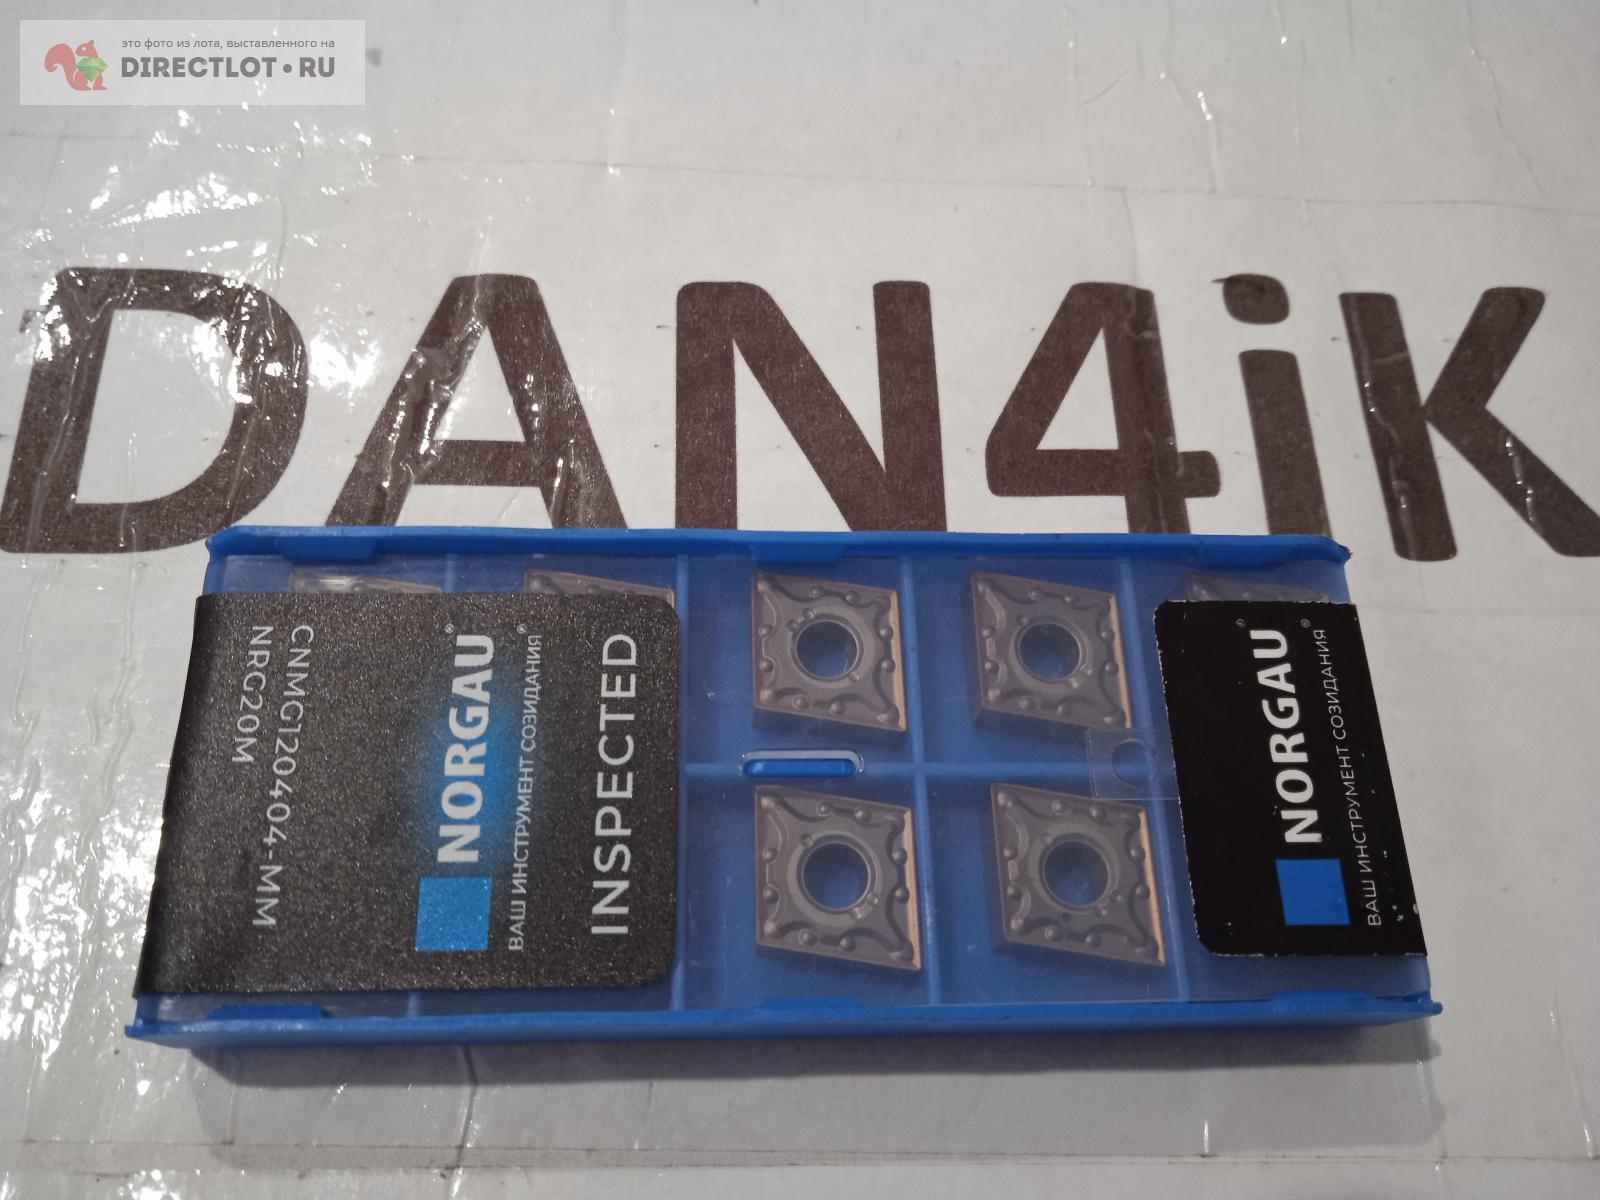 это фото из лота, выставленного на
DIRECTLOT•RU
DAN4iK
CNMG120404-MM
NRG20M
NORGAU®
ВАШ ИНСТРУМЕНТ СОЗИДАНИЯ®
INSPECTED
NORGAU®
ВАШ ИНСТРУМЕНТ СОЗИДАНИЯ®